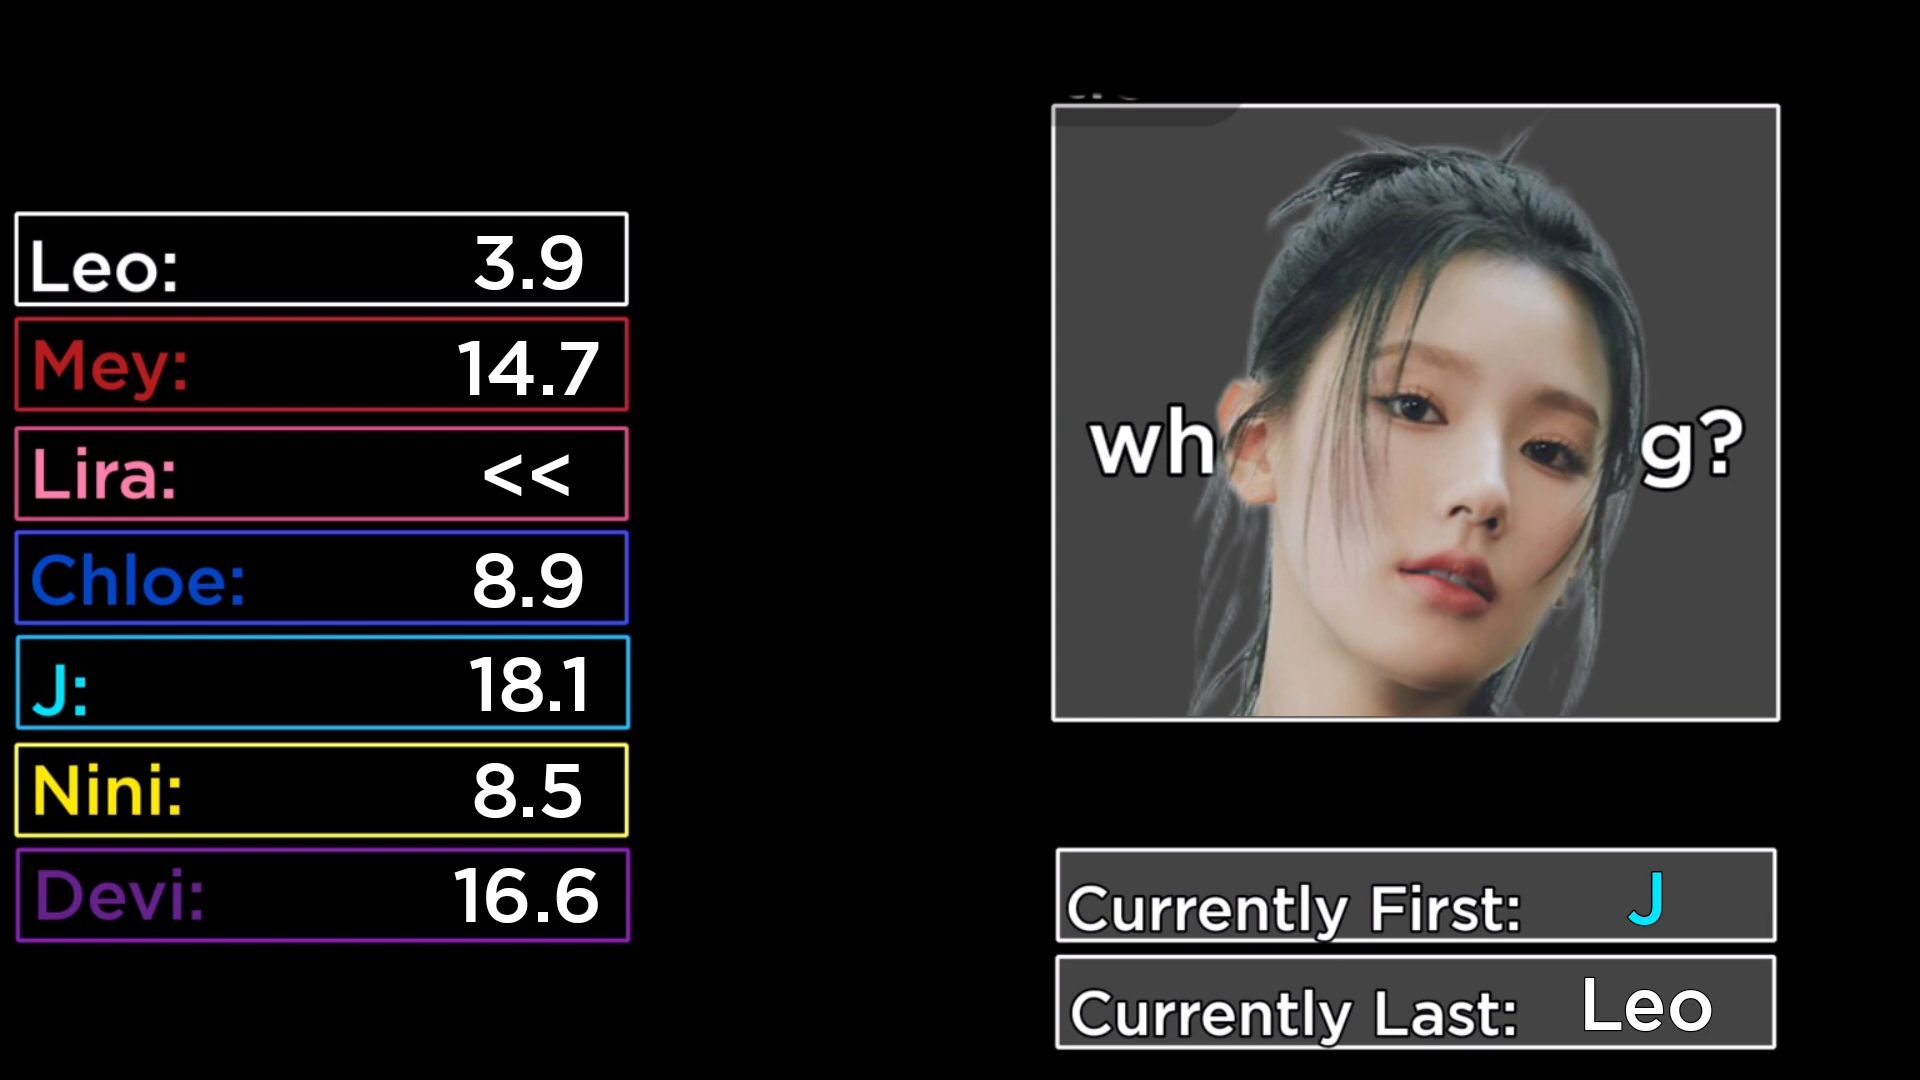 Leo: 3.9
Mey: 14.7
Lira: <<
Chloe: 8.9
J: 18.1
Nini: 8.5
Devi: 16.6
wh g?
Currently First: J
Currently Last: Leo